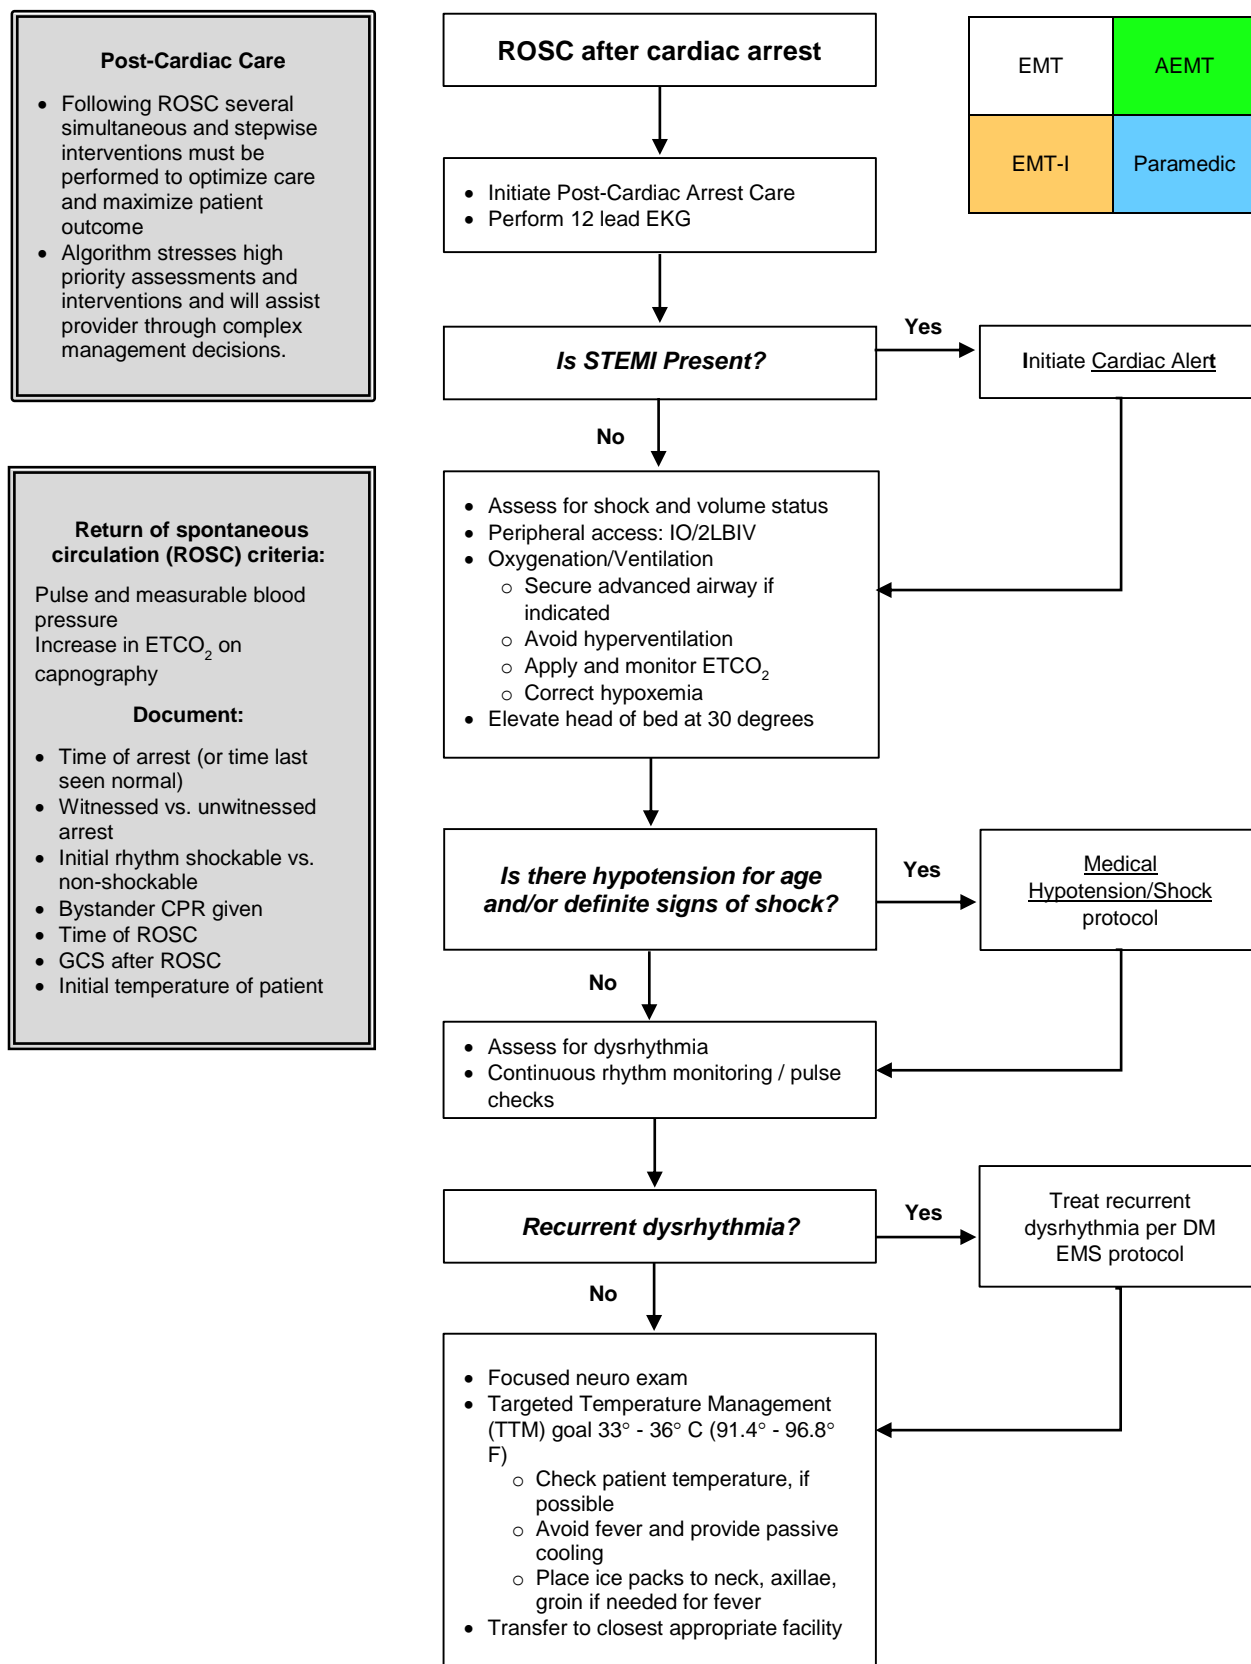 Post-Cardiac Care
• Following ROSC several
simultaneous and stepwise
interventions must be
performed to optimize care
and maximize patient
outcome
• Algorithm stresses high
priority assessments and
interventions and will assist
provider through complex
management decisions.
Return of spontaneous
circulation (ROSC) criteria:
Pulse and measurable blood
pressure
Increase in ETCO2 on
capnography
Document:
• Time of arrest (or time last
seen normal)
• Witnessed vs. unwitnessed
arrest
• Initial rhythm shockable vs.
non-shockable
• Bystander CPR given
• Time of ROSC
• GCS after ROSC
• Initial temperature of patient
ROSC after cardiac arrest
• Initiate Post-Cardiac Arrest Care
• Perform 12 lead EKG
Is STEMI Present?
Yes
Initiate Cardiac Alert
No
• Assess for shock and volume status
• Peripheral access: IO/2LBIV
• Oxygenation/Ventilation
o Secure advanced airway if
indicated
o Avoid hyperventilation
o Apply and monitor ETCO2
o Correct hypoxemia
• Elevate head of bed at 30 degrees
Is there hypotension for age
and/or definite signs of shock?
Yes
Medical
Hypotension/Shock
protocol
No
• Assess for dysrhythmia
• Continuous rhythm monitoring / pulse
checks
Recurrent dysrhythmia?
Yes
Treat recurrent
dysrhythmia per DM
EMS protocol
No
• Focused neuro exam
• Targeted Temperature Management
(TTM) goal 33° - 36° C (91.4° - 96.8°
F)
o Check patient temperature, if
possible
o Avoid fever and provide passive
cooling
o Place ice packs to neck, axillae,
groin if needed for fever
• Transfer to closest appropriate facility
EMT
AEMT
EMT-I
Paramedic